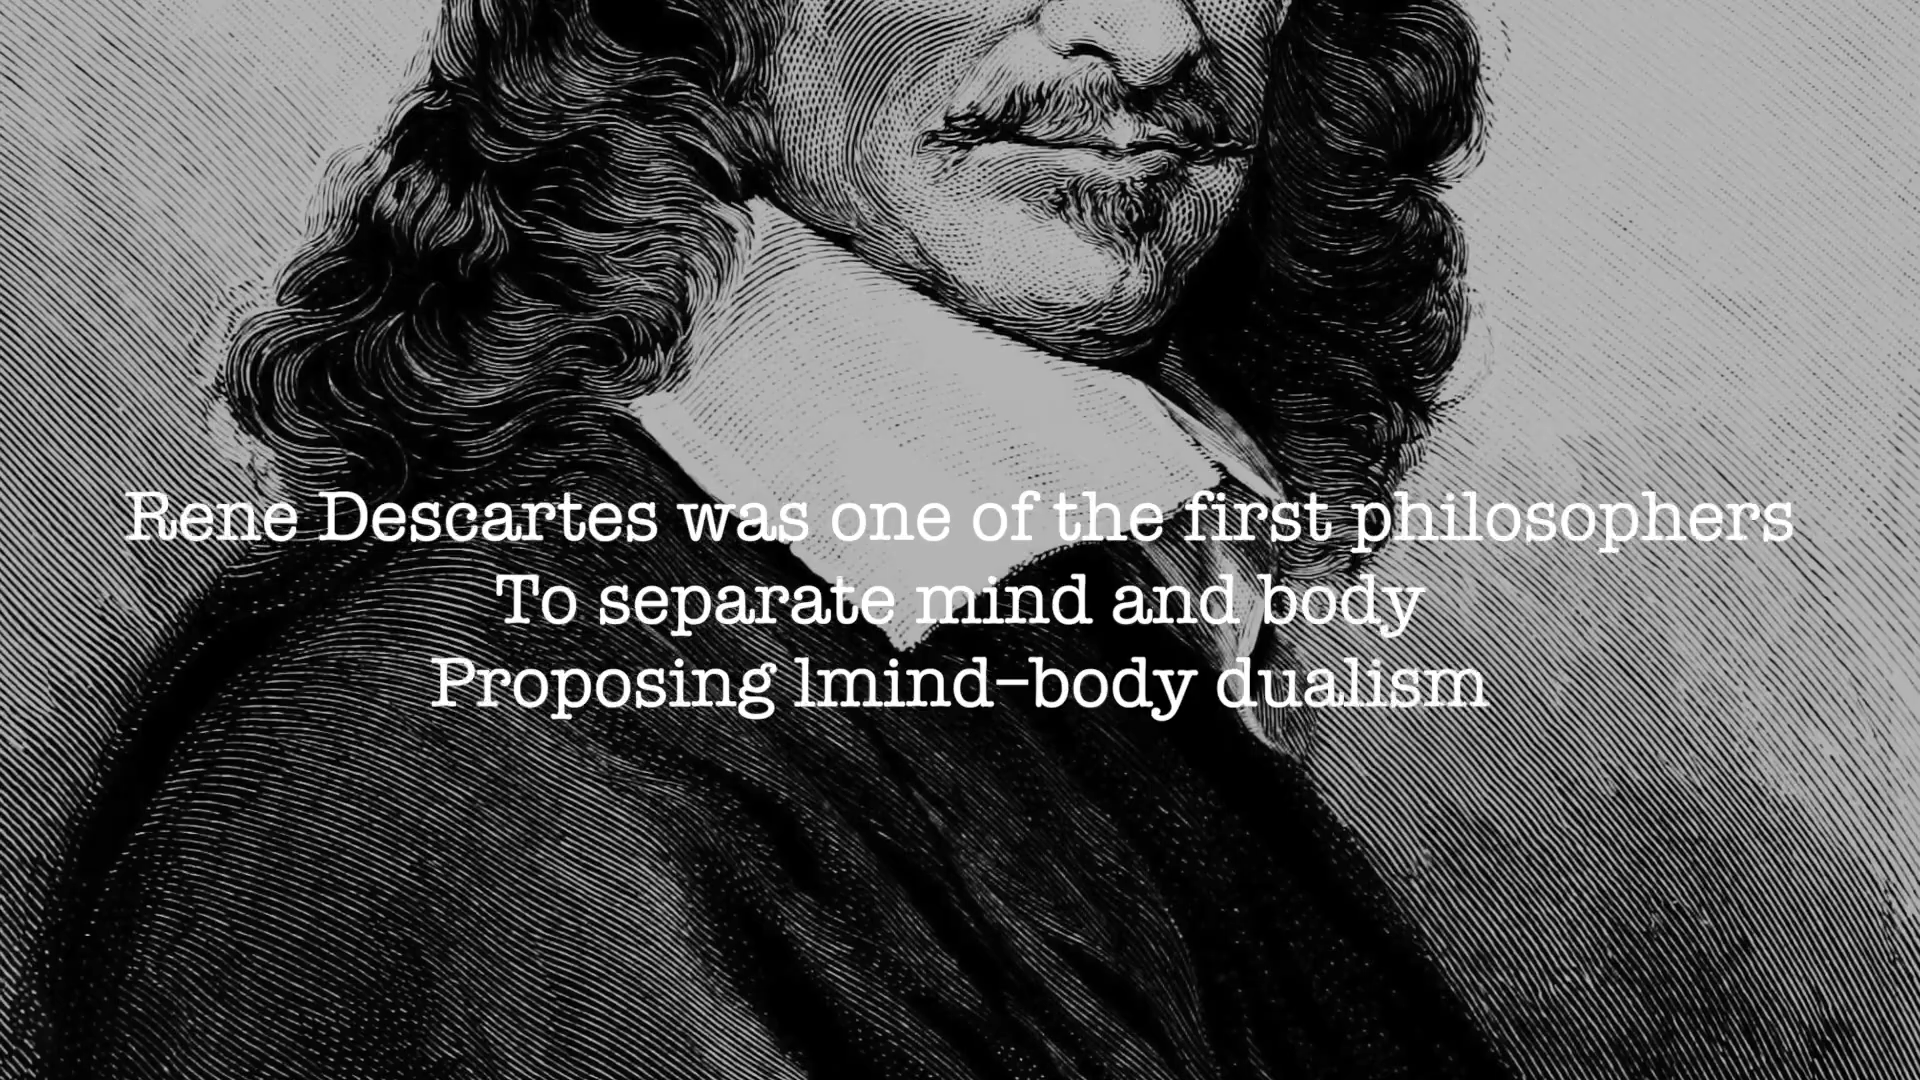 Rene Descartes was one of the first philosophers
To separate mind and body
Proposing lmind-body dualism